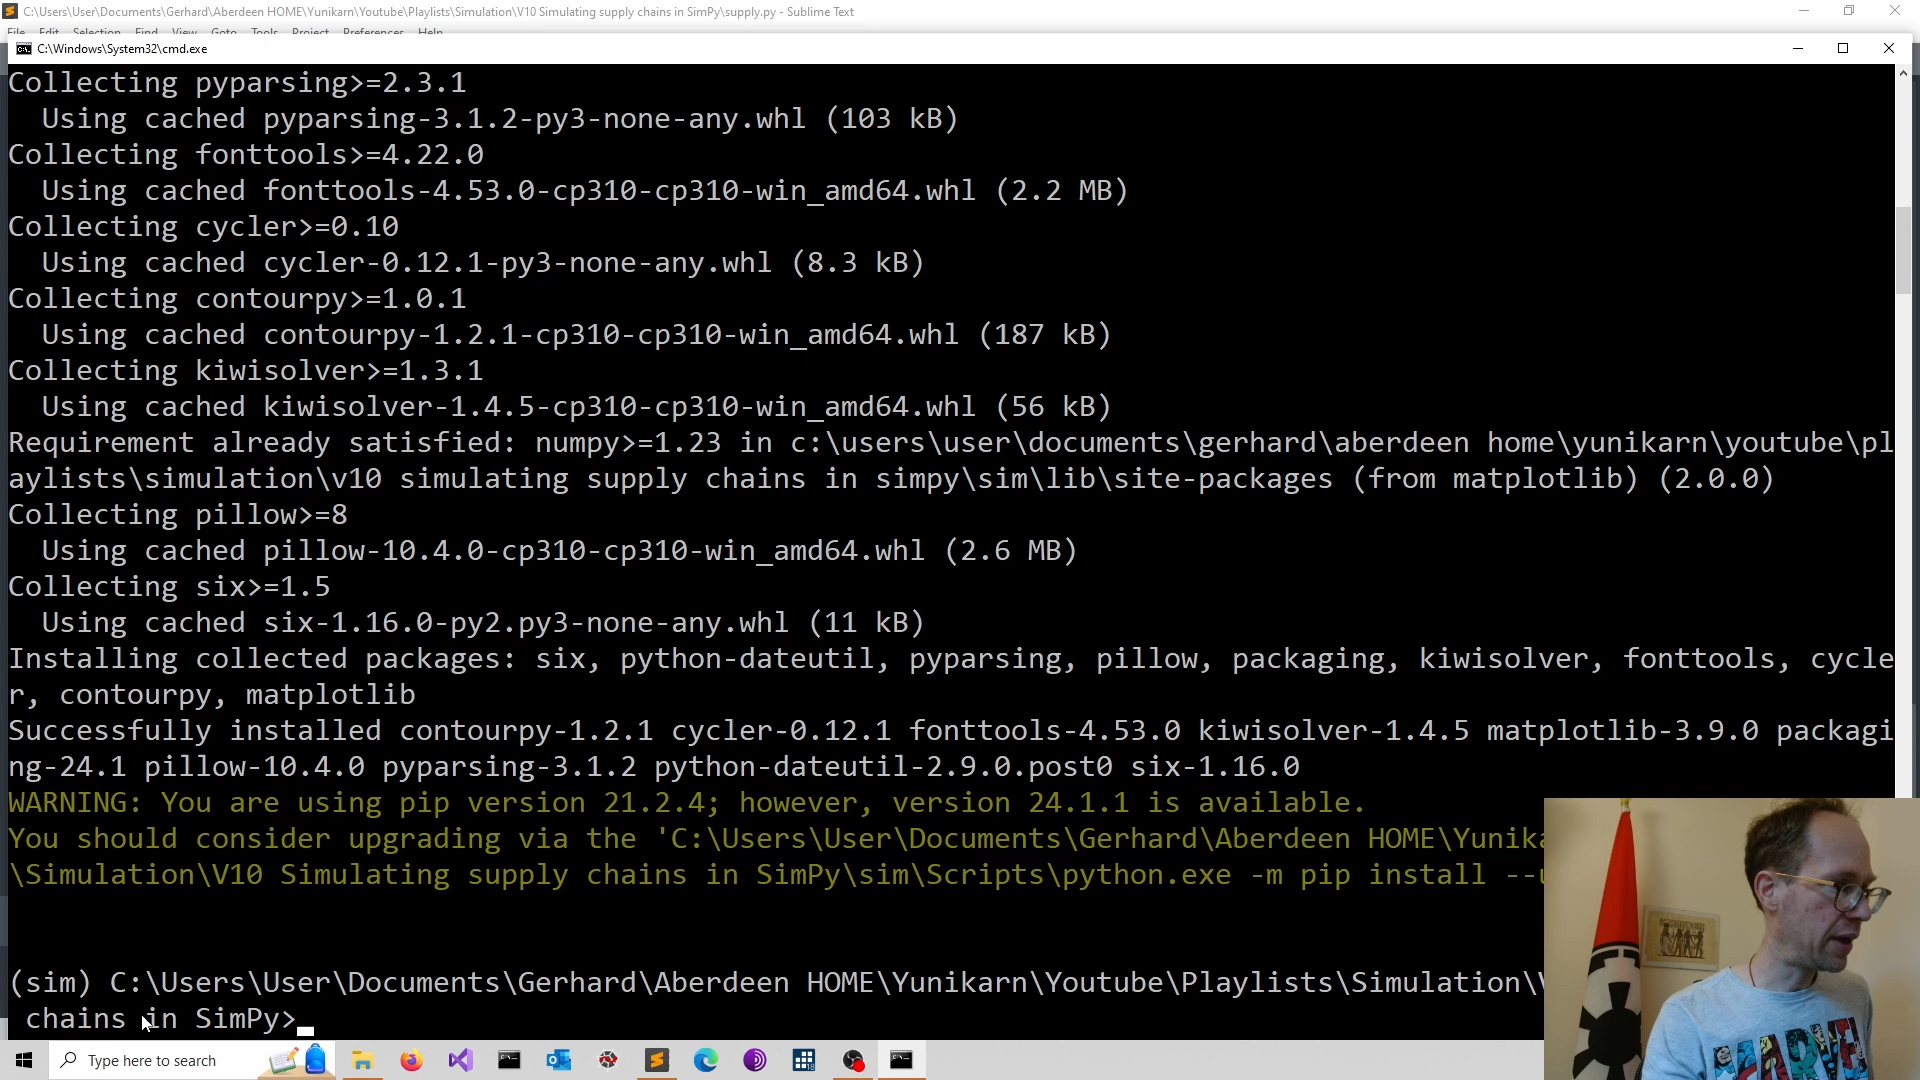 C:\Users\User\Documents\Gerhard\Aberdeen HOME\Yunikarn\Youtube\Playlists\Simulation\V10 Simulating supply chains in SimPy\supply.py - Sublime Text
File Edit Selection Find View Goto Tools Project Preferences Help
C:\Windows\System32\cmd.exe
Collecting pyparsing>=2.3.1
  Using cached pyparsing-3.1.2-py3-none-any.whl (103 kB)
Collecting fonttools>=4.22.0
  Using cached fonttools-4.53.0-cp310-cp310-win_amd64.whl (2.2 MB)
Collecting cycler>=0.10
  Using cached cycler-0.12.1-py3-none-any.whl (8.3 kB)
Collecting contourpy>=1.0.1
  Using cached contourpy-1.2.1-cp310-cp310-win_amd64.whl (187 kB)
Collecting kiwisolver>=1.3.1
  Using cached kiwisolver-1.4.5-cp310-cp310-win_amd64.whl (56 kB)
Requirement already satisfied: numpy>=1.23 in c:\users\user\documents\gerhard\aberdeen home\yunikarn\youtube\pl
aylists\simulation\v10 simulating supply chains in simpy\sim\lib\site-packages (from matplotlib) (2.0.0)
Collecting pillow>=8
  Using cached pillow-10.4.0-cp310-cp310-win_amd64.whl (2.6 MB)
Collecting six>=1.5
  Using cached six-1.16.0-py2.py3-none-any.whl (11 kB)
Installing collected packages: six, python-dateutil, pyparsing, pillow, packaging, kiwisolver, fonttools, cycle
r, contourpy, matplotlib
Successfully installed contourpy-1.2.1 cycler-0.12.1 fonttools-4.53.0 kiwisolver-1.4.5 matplotlib-3.9.0 packagi
ng-24.1 pillow-10.4.0 pyparsing-3.1.2 python-dateutil-2.9.0.post0 six-1.16.0
WARNING: You are using pip version 21.2.4; however, version 24.1.1 is available.
You should consider upgrading via the 'C:\Users\User\Documents\Gerhard\Aberdeen HOME\Yunika
\Simulation\V10 Simulating supply chains in SimPy\sim\Scripts\python.exe -m pip install --u
(sim) C:\Users\User\Documents\Gerhard\Aberdeen HOME\Yunikarn\Youtube\Playlists\Simulation\
 chains in SimPy>
Type here to search
MARVEL